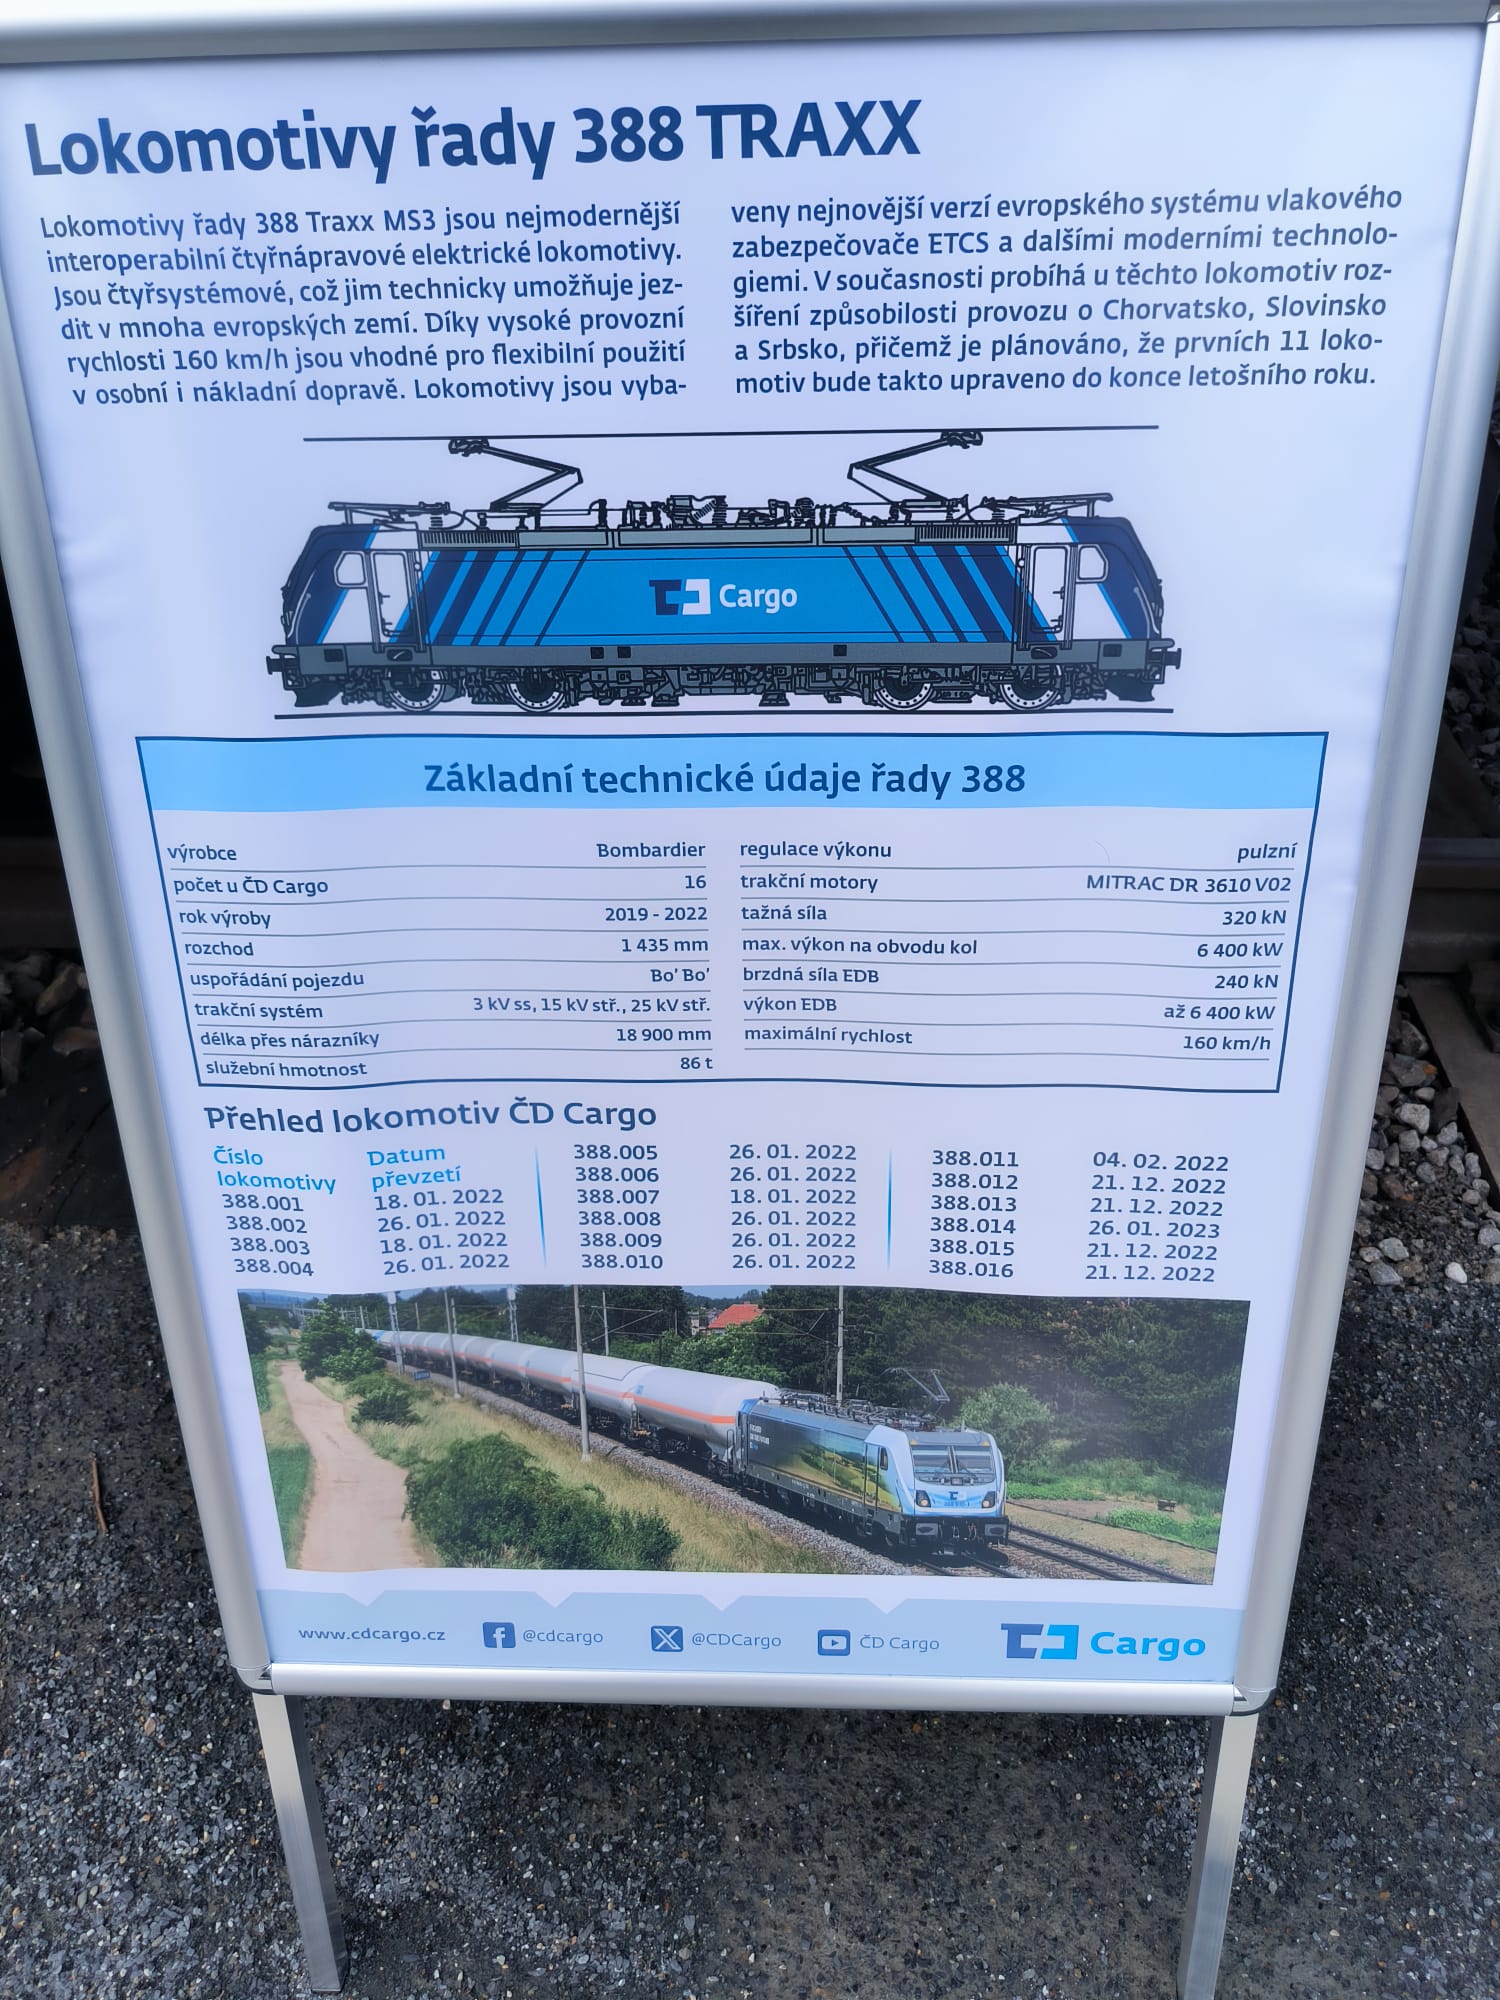 Lokomotivy řady 388 TRAXX
Lokomotivy řady 388 Traxx MS3 jsou nejmodernější
interoperabilní čtyřnápravové elektrické lokomotivy.
Jsou čtyřsystémové, což jim technicky umožňuje jez-
dit v mnoha evropských zemí. Díky vysoké provozní
rychlosti 160 km/h jsou vhodné pro flexibilní použití
v osobní i nákladní dopravě. Lokomotivy jsou vyba-
veny nejnovější verzí evropského systému vlakového
zabezpečovače ETCS a dalšími moderními technolo-
giemi. V současnosti probíhá u těchto lokomotiv roz-
šíření způsobilosti provozu o Chorvatsko, Slovinsko
a Srbsko, přičemž je plánováno, že prvních 11 loko-
motiv bude takto upraveno do konce letošního roku.
Cargo
Základní technické údaje řady 388
výrobce Bombardier
počet u ČD Cargo 16
rok výroby 2019 - 2022
rozchod 1 435 mm
uspořádání pojezdu Bo' Bo'
trakční systém 3 kV ss, 15 kV stř., 25 kV stř.
délka přes nárazníky 18 900 mm
služební hmotnost 86 t
regulace výkonu pulzní
trakční motory MITRAC DR 3610 V02
tažná síla 320 kN
max. výkon na obvodu kol 6 400 kW
brzdná síla EDB 240 kN
výkon EDB až 6 400 kW
maximální rychlost 160 km/h
Přehled lokomotiv ČD Cargo
Číslo Datum
lokomotivy převzetí
388.001 18. 01. 2022
388.002 26. 01. 2022
388.003 18. 01. 2022
388.004 26. 01. 2022
388.005 26. 01. 2022
388.006 26. 01. 2022
388.007 18. 01. 2022
388.008 26. 01. 2022
388.009 26. 01. 2022
388.010 26. 01. 2022
388.011 04. 02. 2022
388.012 21. 12. 2022
388.013 21. 12. 2022
388.014 26. 01. 2023
388.015 21. 12. 2022
388.016 21. 12. 2022
www.cdcargo.cz @cdcargo @CDCargo ČD Cargo Cargo